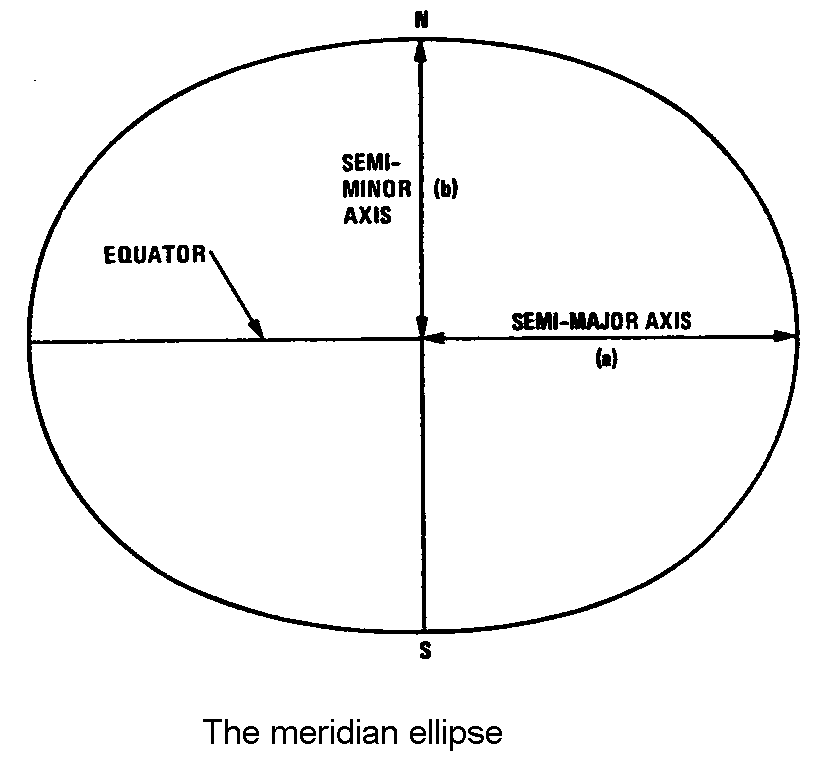 N
SEMI-
MINOR (b)
AXIS
EQUATOR
SEMI-MAJOR AXIS
(a)
S
The meridian ellipse